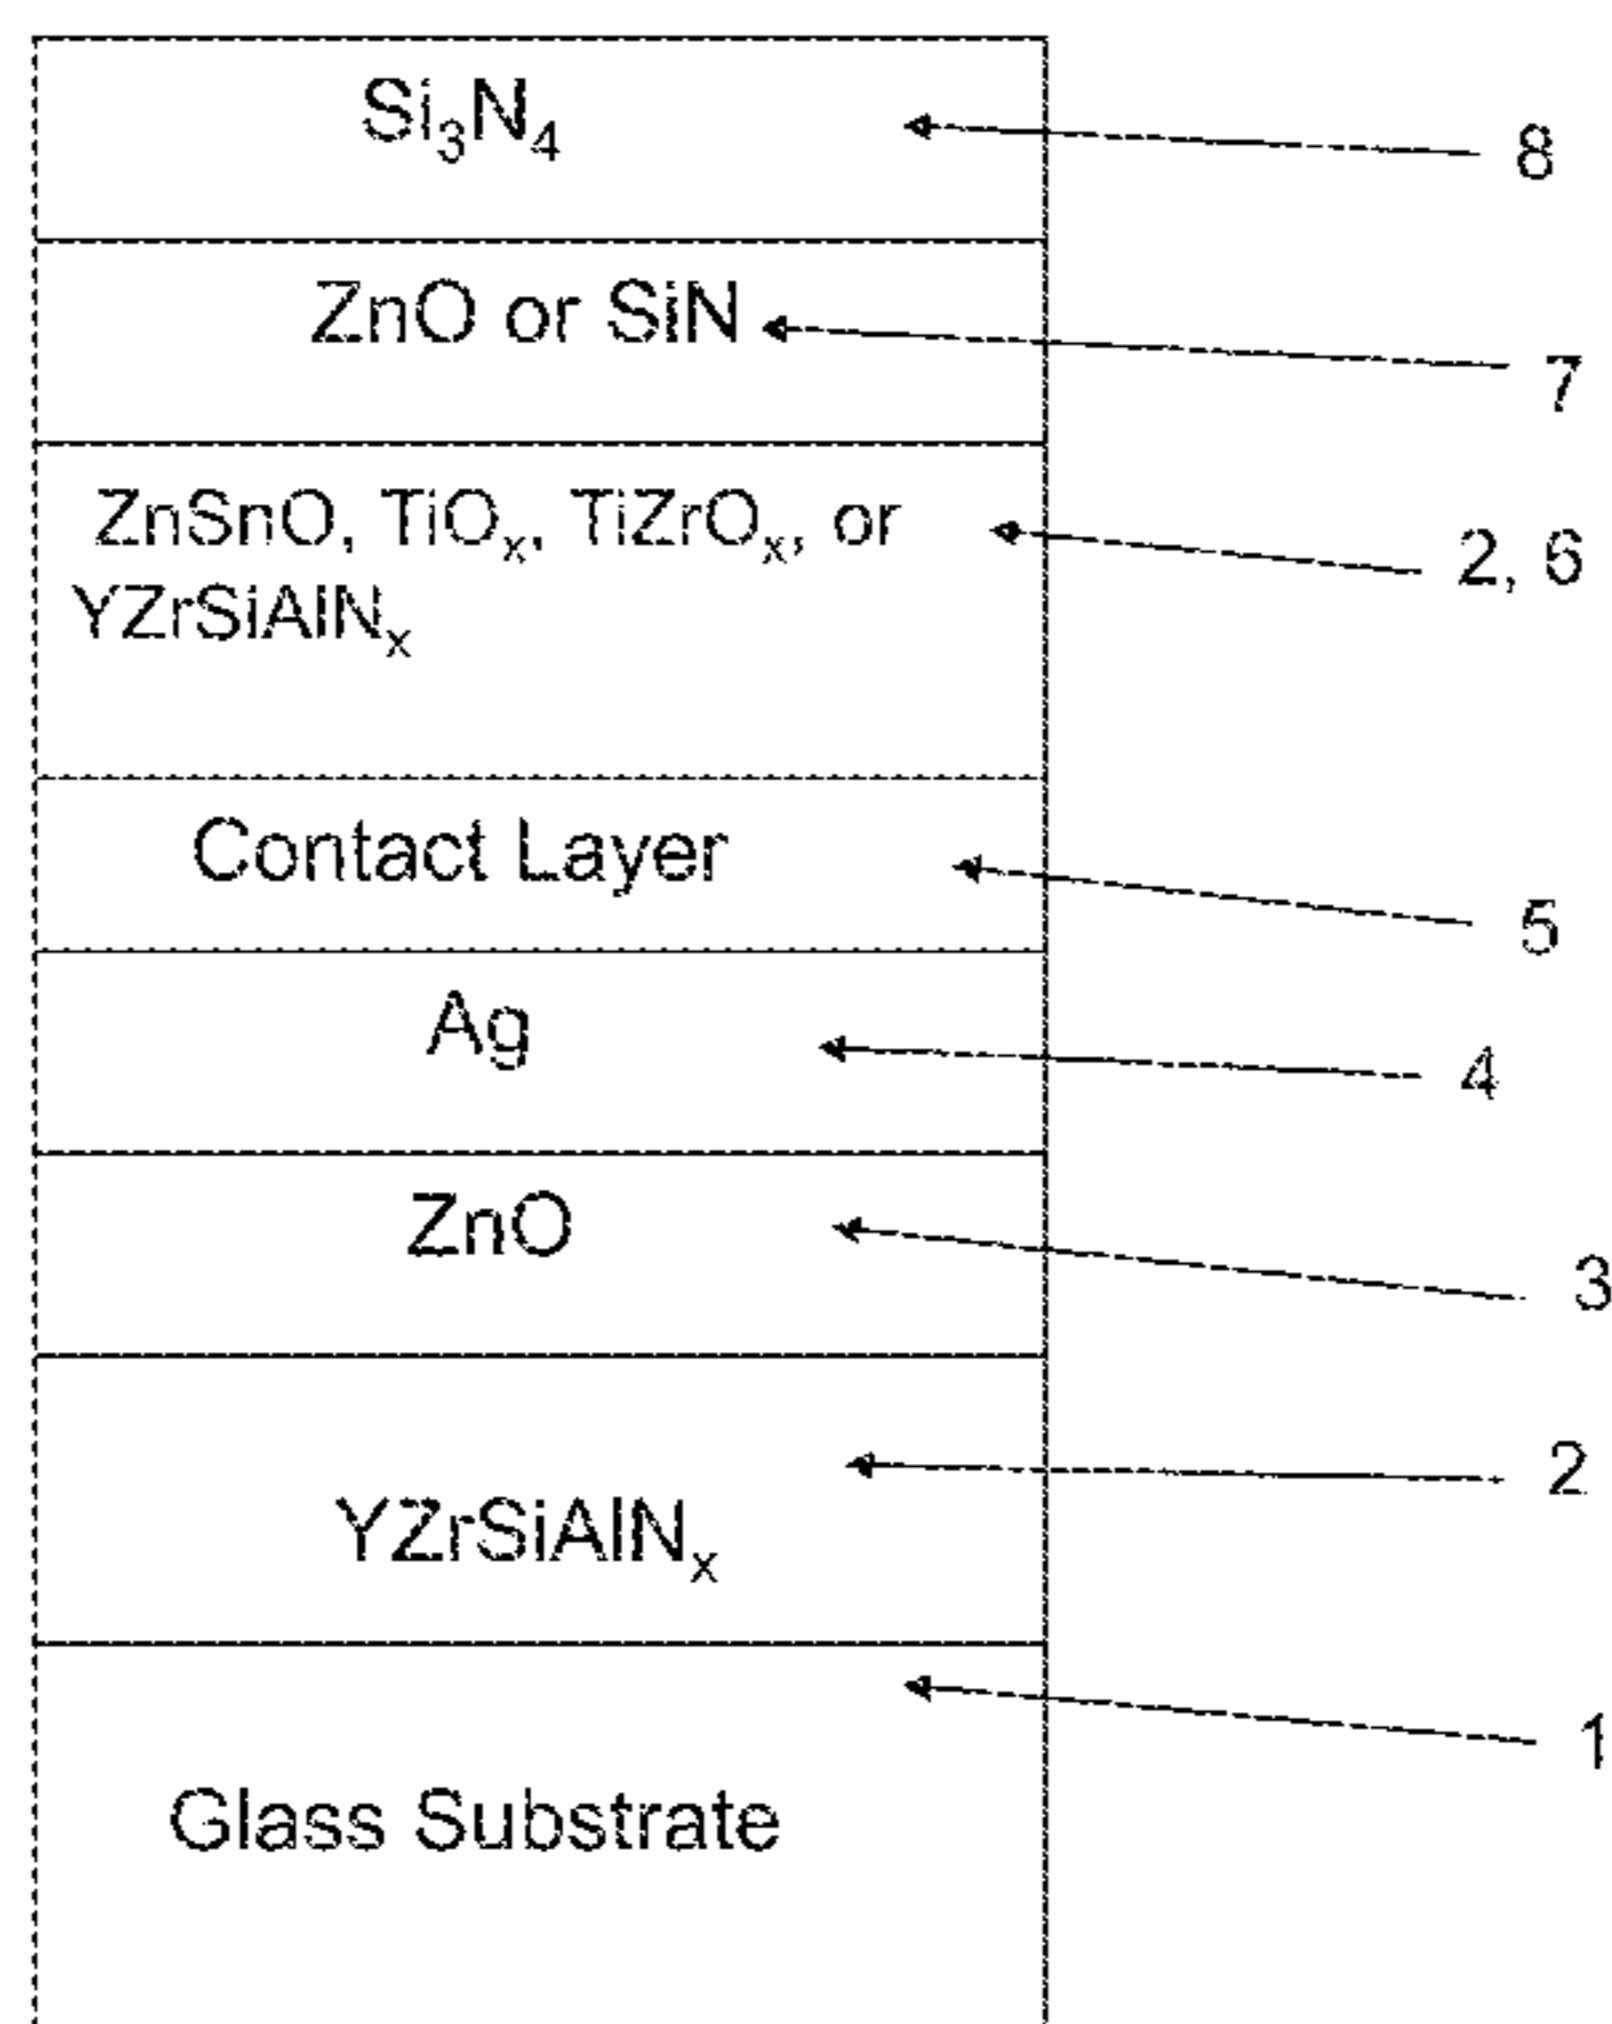 Si₃N₄
8
ZnO or SiN
7
ZnSnO, TiOₓ, TiZrOₓ, or
YZrSiAlNₓ
2, 6
Contact Layer
5
Ag
4
ZnO
3
2
YZrSiAlNₓ
1
Glass Substrate